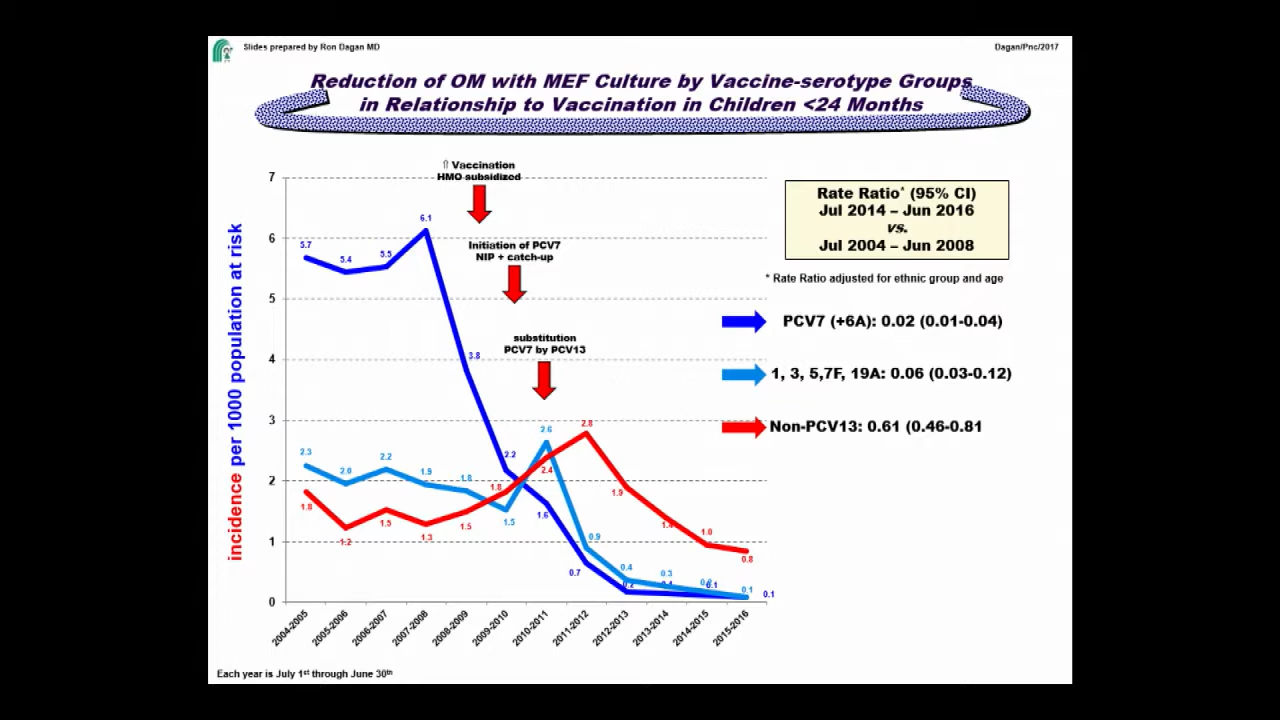 Slides prepared by Ron Dagan MD
Dagan/Pnc/2017
Reduction of OM with MEF Culture by Vaccine-serotype Groups
in Relationship to Vaccination in Children <24 Months
⇑ Vaccination
HMO subsidized
Initiation of PCV7
NIP + catch-up
substitution
PCV7 by PCV13
Rate Ratio* (95% CI)
Jul 2014 – Jun 2016
vs.
Jul 2004 – Jun 2008
* Rate Ratio adjusted for ethnic group and age
PCV7 (+6A): 0.02 (0.01-0.04)
1, 3, 5,7F, 19A: 0.06 (0.03-0.12)
Non-PCV13: 0.61 (0.46-0.81
incidence per 1000 population at risk
7
6
5
4
3
2
1
0
5.7
5.4
5.5
6.1
3.8
2.2
1.6
0.7
0.1
0.1
2.3
2.0
2.2
1.9
1.8
1.5
2.6
0.9
0.4
0.3
0.1
1.8
1.2
1.5
1.3
1.5
1.8
2.4
2.8
1.9
1.4
1.0
0.8
2004-2005
2005-2006
2006-2007
2007-2008
2008-2009
2009-2010
2010-2011
2011-2012
2012-2013
2013-2014
2014-2015
2015-2016
Each year is July 1st through June 30th